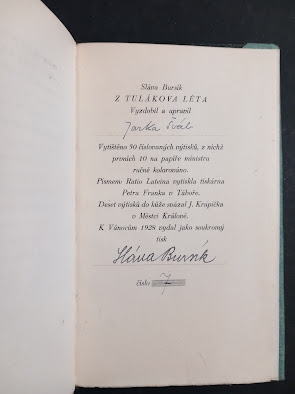 Sláva Bursík
Z TULÁKOVA LÉTA
Vyzdobil a upravil
Jarka Švál
Vytištěno 50 číslovaných výtisků, z nichž
prvních 10 na papíře ministra
ručně kolorováno.
Písmem Ratio Lateina vytiskla tiskárna
Petra Franka v Táboře.
Deset výtisků do kůže svázal J. Krupička
v Městci Králové.
K Vánocům 1928 vydal jako soukromý
tisk
Sláva Bursík
číslo 7